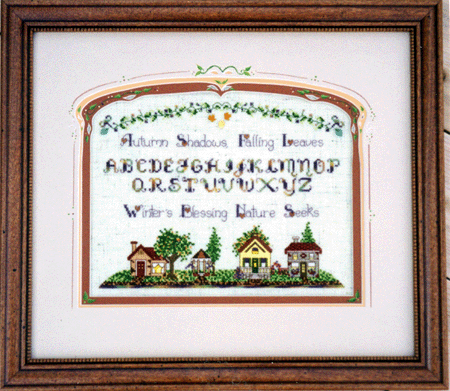 Autumn Shadows, Falling Leaves
ABCDEFGHIJKLMNOP
QRSTUVWXYZ
Winter's Blessing Nature Seeks